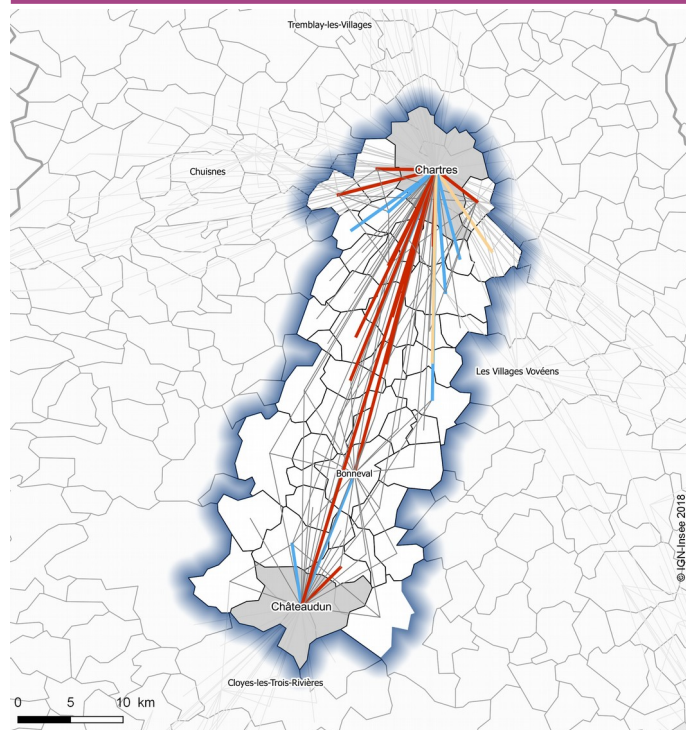 Tremblay-les-Villages
Chartres
Chuisnes
Les Villages Vovéens
Bonneval
Châteaudun
Cloyes-les-Trois-Rivières
0 5 10 km
© IGN-Insee 2018